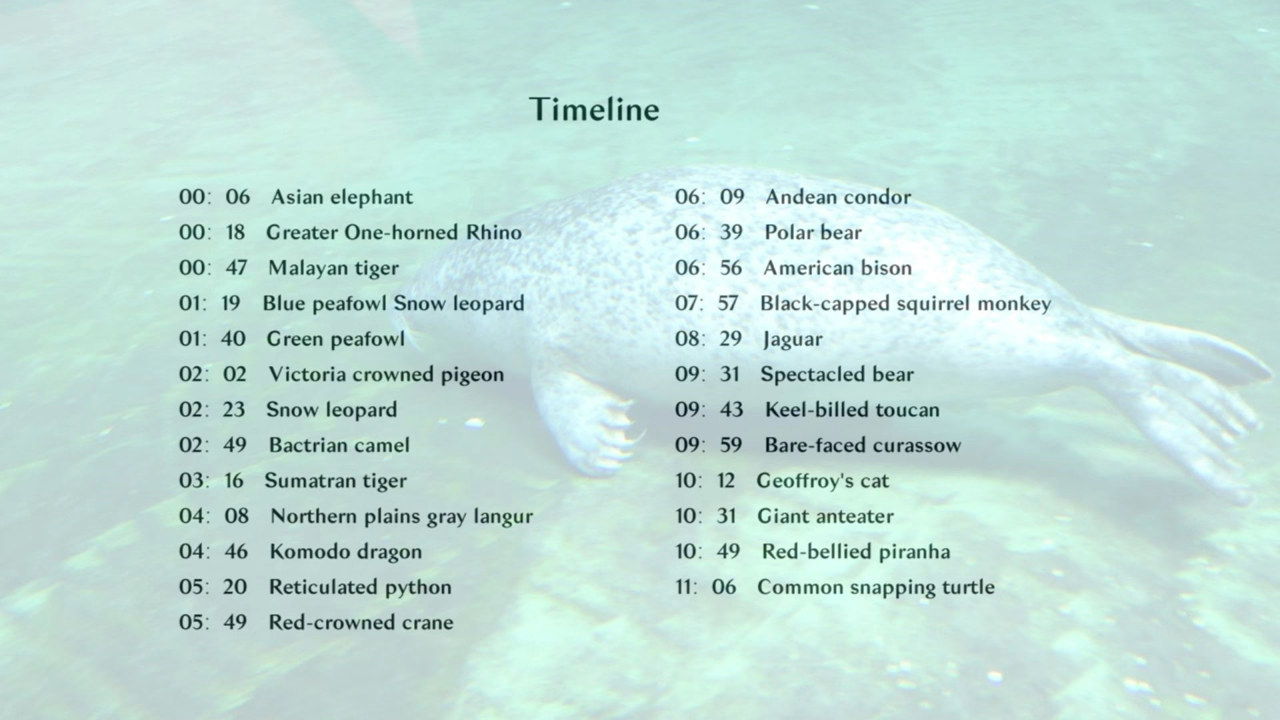 Timeline
00: 06 Asian elephant
00: 18 Greater One-horned Rhino
00: 47 Malayan tiger
01: 19 Blue peafowl Snow leopard
01: 40 Green peafowl
02: 02 Victoria crowned pigeon
02: 23 Snow leopard
02: 49 Bactrian camel
03: 16 Sumatran tiger
04: 08 Northern plains gray langur
04: 46 Komodo dragon
05: 20 Reticulated python
05: 49 Red-crowned crane
06: 09 Andean condor
06: 39 Polar bear
06: 56 American bison
07: 57 Black-capped squirrel monkey
08: 29 Jaguar
09: 31 Spectacled bear
09: 43 Keel-billed toucan
09: 59 Bare-faced curassow
10: 12 Geoffroy's cat
10: 31 Giant anteater
10: 49 Red-bellied piranha
11: 06 Common snapping turtle